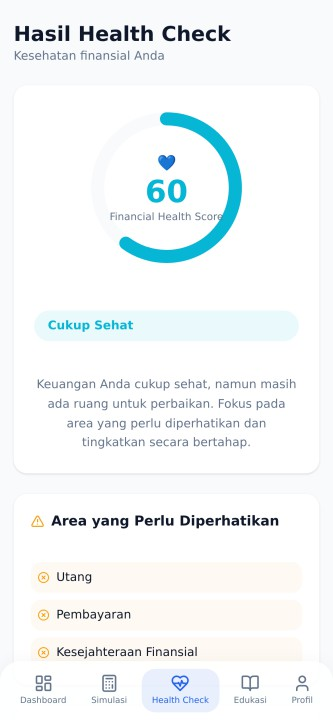 Hasil Health Check
Kesehatan finansial Anda
60
Financial Health Score
Cukup Sehat
Keuangan Anda cukup sehat, namun masih
ada ruang untuk perbaikan. Fokus pada
area yang perlu diperhatikan dan
tingkatkan secara bertahap.
Area yang Perlu Diperhatikan
Utang
Pembayaran
Kesejahteraan Finansial
Dashboard
Simulasi
Health Check
Edukasi
Profil